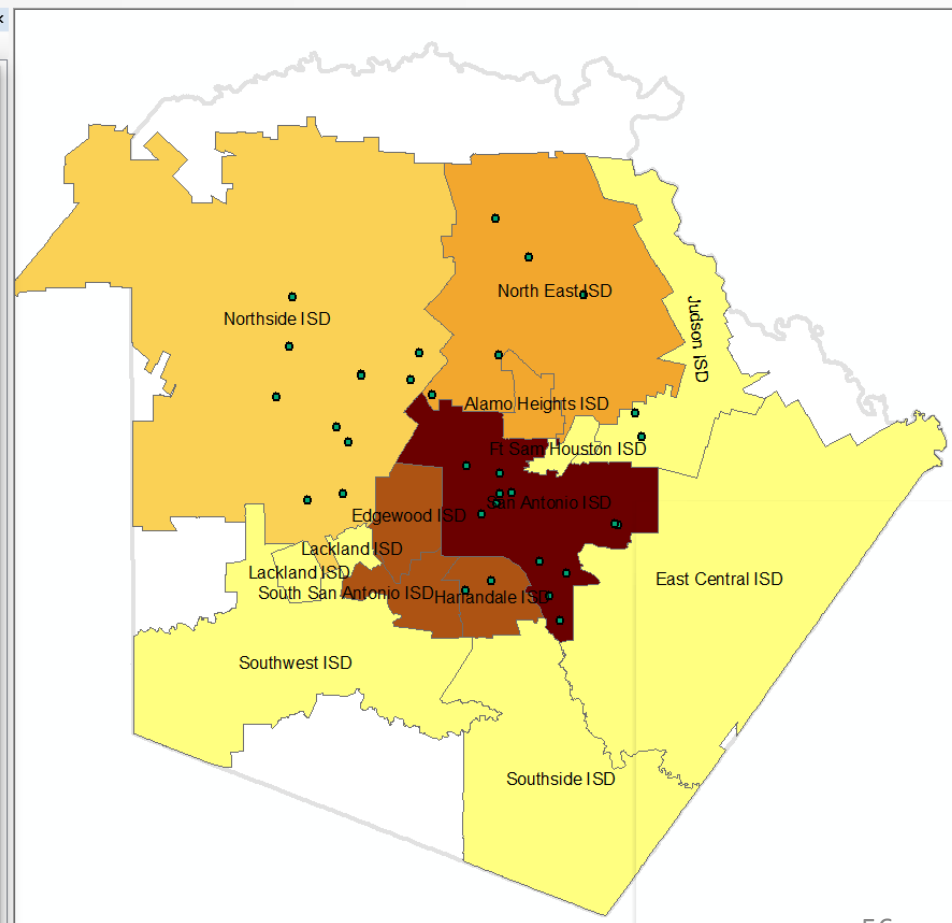 North East ISD
Northside ISD
Judson ISD
Alamo Heights ISD
Ft Sam Houston ISD
San Antonio ISD
Edgewood ISD
Lackland ISD
Lackland ISD
East Central ISD
South San Antonio ISD
Harlandale ISD
Southwest ISD
Southside ISD